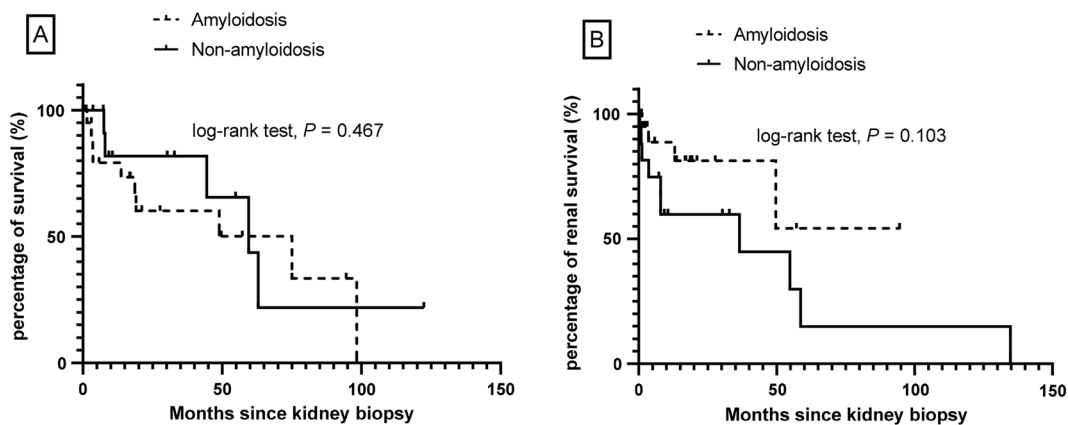 A
Amyloidosis
Non-amyloidosis
log-rank test, P = 0.467
percentage of survival (%)
100
50
0
0 50 100 150
Months since kidney biopsy
B
Amyloidosis
Non-amyloidosis
log-rank test, P = 0.103
percentage of renal survival (%)
100
50
0
0 50 100 150
Months since kidney biopsy